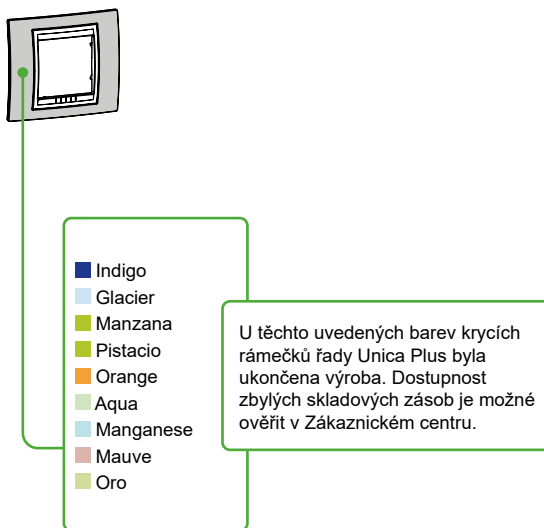 Indigo
Glacier
Manzana
Pistacio
Orange
Aqua
Manganese
Mauve
Oro
U těchto uvedených barev krycích
rámečků řady Unica Plus byla
ukončena výroba. Dostupnost
zbylých skladových zásob je možné
ověřit v Zákaznickém centru.